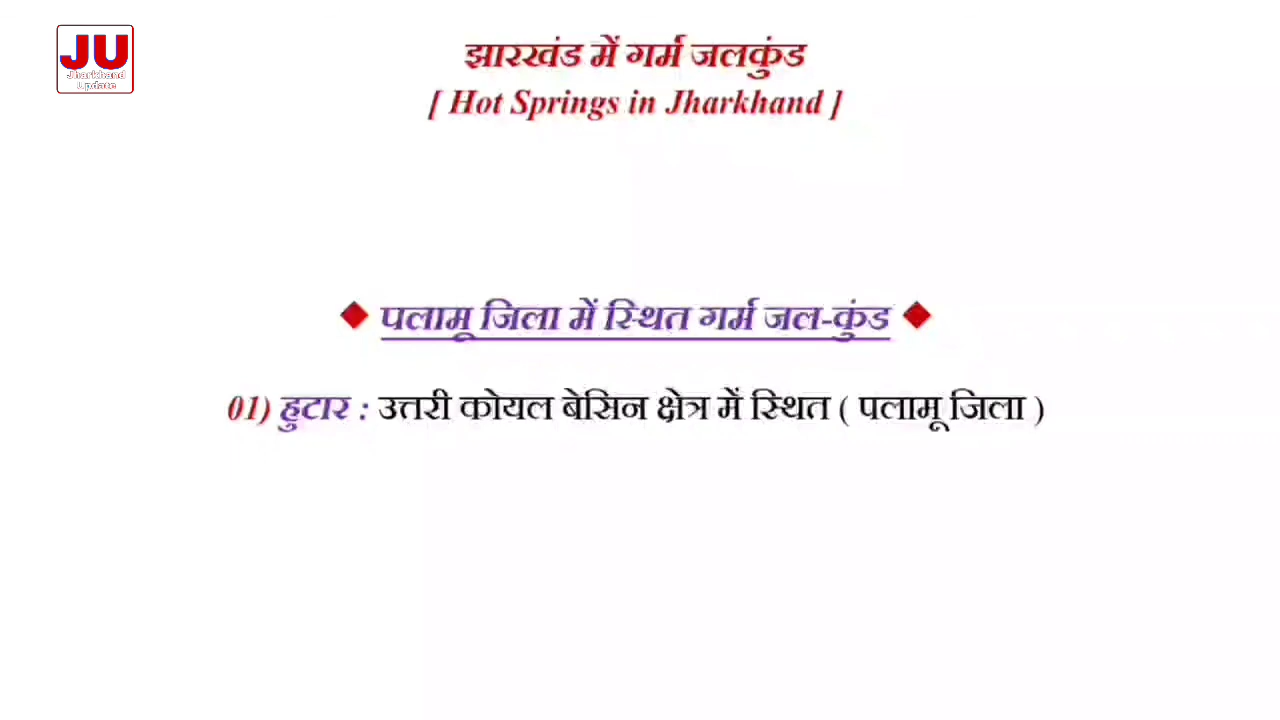 JU
Jharkhand
Update
झारखंड में गर्म जलकुंड
[ Hot Springs in Jharkhand ]
◆ पलामू जिला में स्थित गर्म जल-कुंड ◆
01) हुटार : उत्तरी कोयल बेसिन क्षेत्र में स्थित ( पलामू जिला )